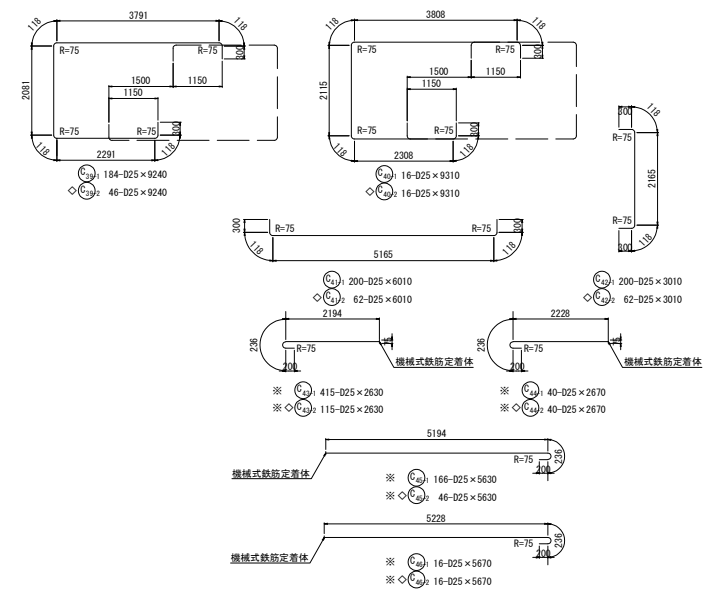 118 3791 118
R=75 R=75 300
2081
1500 1150
1150
R=75 R=75 300
118 2291 118
C39-1 184-D25×9240
◇ C39-2 46-D25×9240
118 3808 118
R=75 R=75 300
2115
1500 1150
1150
R=75 R=75 300
118 2308 118
C40-1 16-D25×9310
◇ C40-2 16-D25×9310
300 118
R=75
2165
R=75
300 118
C42-1 200-D25×3010
◇ C42-2 62-D25×3010
300 R=75 R=75 300
118 5165 118
C41-1 200-D25×6010
◇ C41-2 62-D25×6010
2194
236 R=75
200 機械式鉄筋定着体
※ C43-1 415-D25×2630
※ ◇ C43-2 115-D25×2630
2228
236 R=75
200 機械式鉄筋定着体
※ C44-1 40-D25×2670
※ ◇ C44-2 40-D25×2670
5194
R=75 236
機械式鉄筋定着体 200
※ C45-1 166-D25×5630
※ ◇ C45-2 46-D25×5630
5228
R=75 236
機械式鉄筋定着体 200
※ C46-1 16-D25×5670
※ ◇ C46-2 16-D25×5670